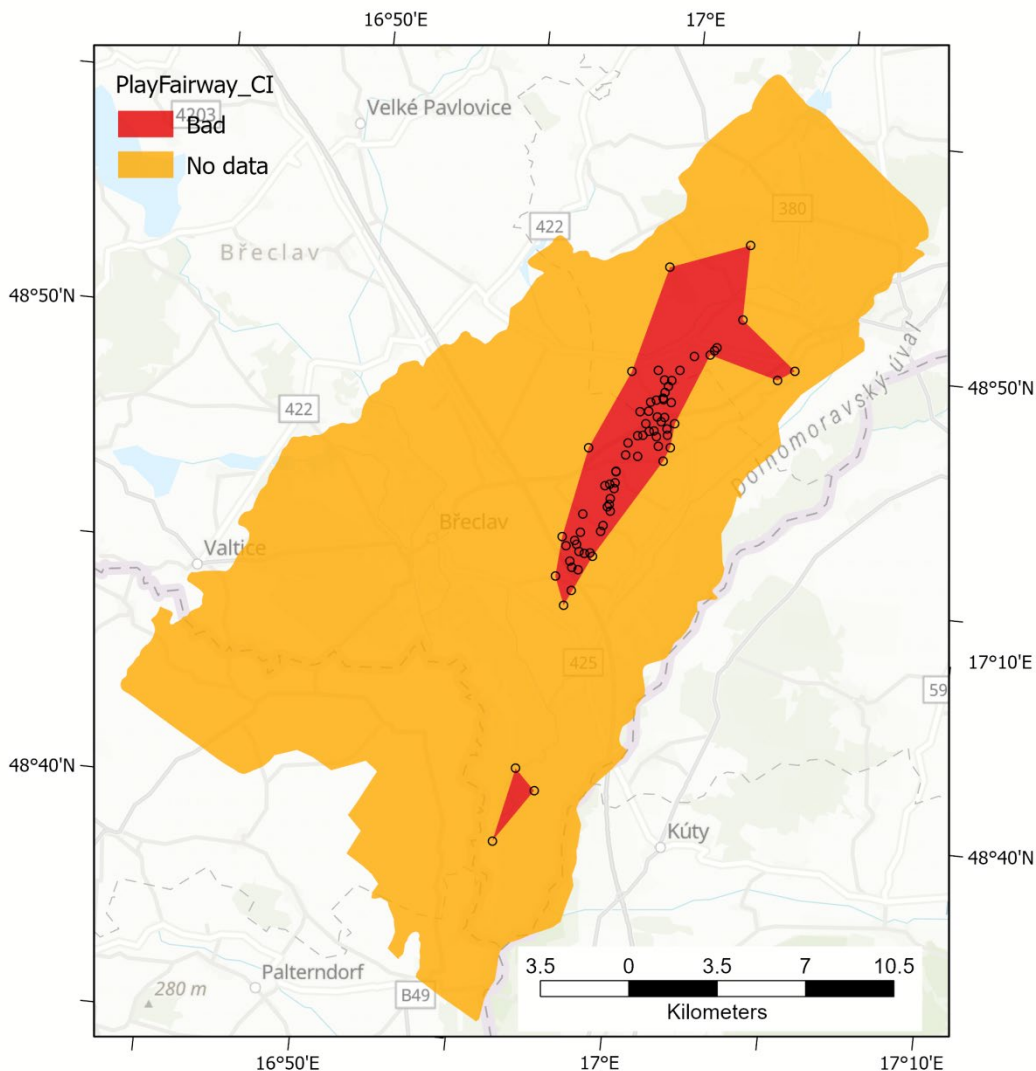 16°50'E
17°E
PlayFairway_CI
4203
Bad
No data
Velké Pavlovice
380
422
Břeclav
48°50'N
Dolnomoravský úval
48°50'N
422
Břeclav
Valtice
425
17°10'E
59
48°40'N
Kúty
48°40'N
Palterndorf
280 m
B49
3.5 0 3.5 7 10.5
Kilometers
16°50'E
17°E
17°10'E